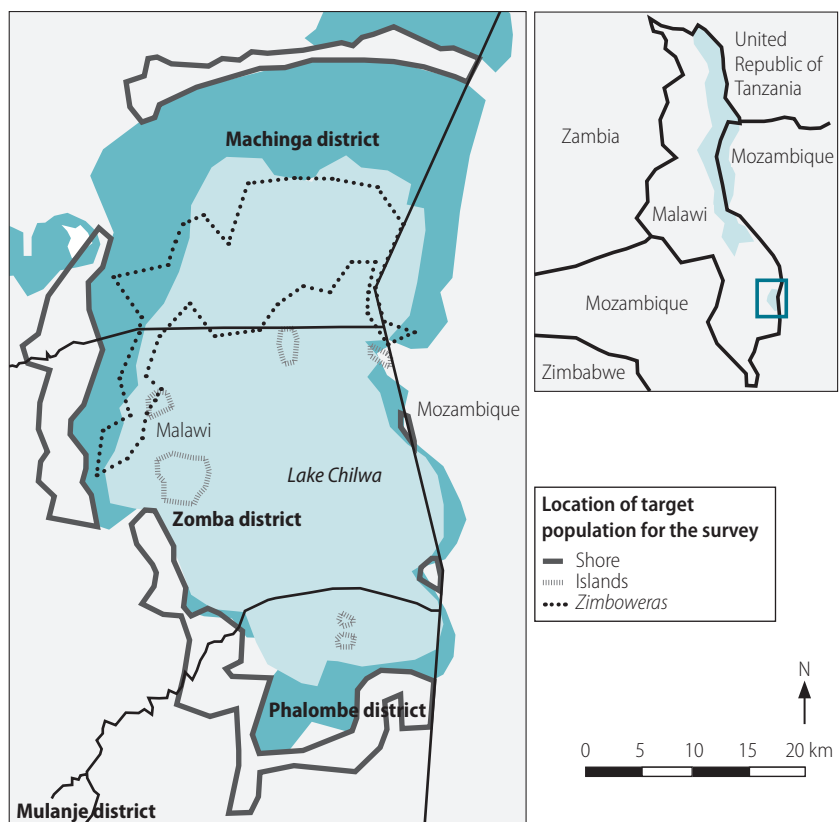 Machinga district
Malawi
Mozambique
Lake Chilwa
Zomba district
Phalombe district
Mulanje district
United
Republic of
Tanzania
Zambia
Mozambique
Malawi
Mozambique
Zimbabwe
Location of target
population for the survey
Shore
Islands
Zimboweras
N
0 5 10 15 20 km